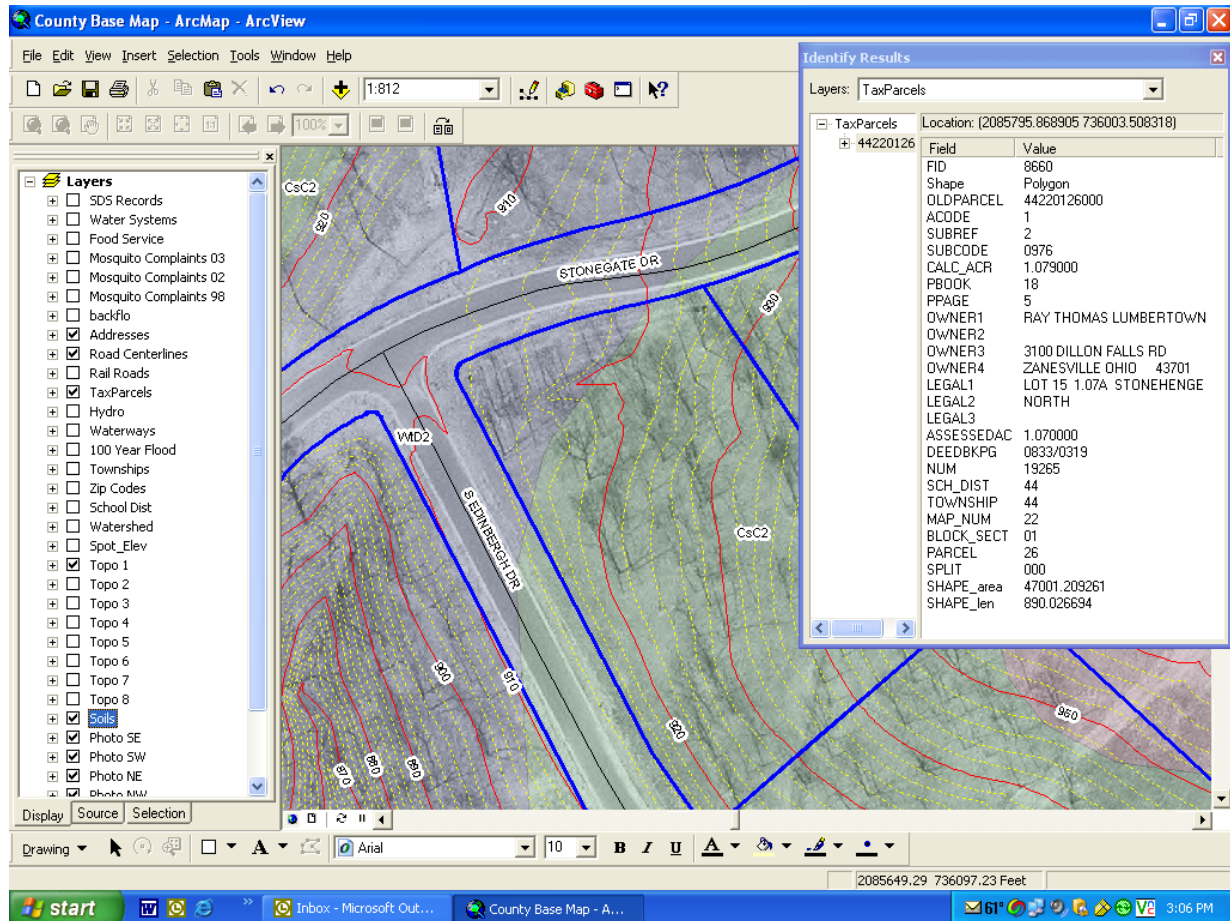 County Base Map - ArcMap - ArcView
File Edit View Insert Selection Tools Window Help
1:812
100%
Layers
SDS Records
Water Systems
Food Service
Mosquito Complaints 03
Mosquito Complaints 02
Mosquito Complaints 98
backflo
Addresses
Road Centerlines
Rail Roads
TaxParcels
Hydro
Waterways
100 Year Flood
Townships
Zip Codes
School Dist
Watershed
Spot_Elev
Topo 1
Topo 2
Topo 3
Topo 4
Topo 5
Topo 6
Topo 7
Topo 8
Soils
Photo SE
Photo SW
Photo NE
Photo NW
Display Source Selection
CsC2
920
910
STONEGATE DR
930
WtD2
S EDINBERGH DR
CsC2
900
910
920
960
870
880
890
Identify Results
Layers: TaxParcels
TaxParcels
44220126
Location: (2085795.868905 736003.508318)
Field Value
FID 8660
Shape Polygon
OLDPARCEL 44220126000
ACODE 1
SUBREF 2
SUBCODE 0976
CALC_ACR 1.079000
PBOOK 18
PPAGE 5
OWNER1 RAY THOMAS LUMBERTOWN
OWNER2
OWNER3 3100 DILLON FALLS RD
OWNER4 ZANESVILLE OHIO 43701
LEGAL1 LOT 15 1.07A STONEHENGE
LEGAL2 NORTH
LEGAL3
ASSESSEDAC 1.070000
DEEDBKPG 0833/0319
NUM 19265
SCH_DIST 44
TOWNSHIP 44
MAP_NUM 22
BLOCK_SECT 01
PARCEL 26
SPLIT 000
SHAPE_area 47001.209261
SHAPE_len 890.026694
Drawing A Arial 10 B I U A
2085649.29 736097.23 Feet
start Inbox - Microsoft Out... County Base Map - A... 61° 3:06 PM